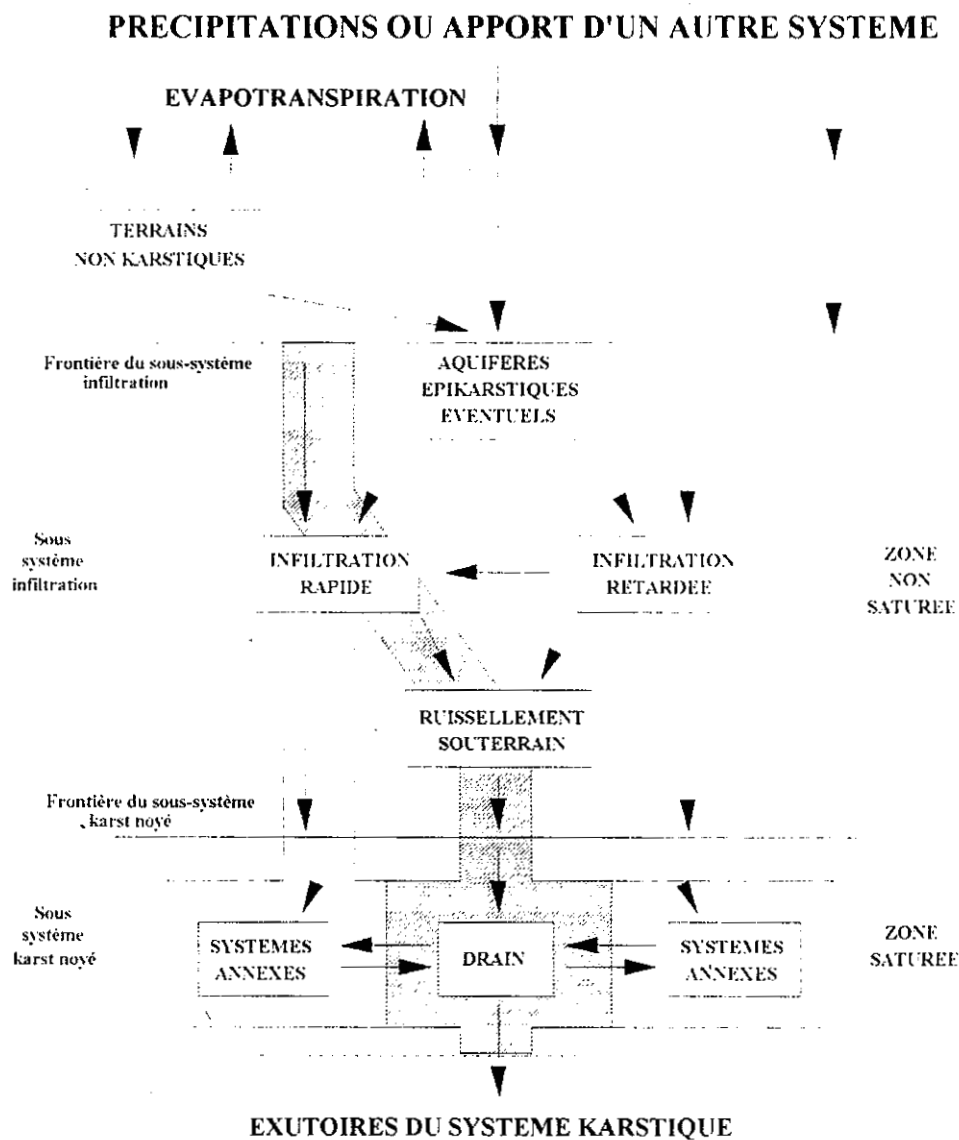 PRECIPITATIONS OU APPORT D'UN AUTRE SYSTEME
EVAPOTRANSPIRATION
TERRAINS
NON KARSTIQUES
Frontière du sous-système
infiltration
AQUIFERES
EPIKARSTIQUES
EVENTUELS
Sous
système
infiltration
INFILTRATION
RAPIDE
INFILTRATION
RETARDEE
ZONE
NON
SATUREE
RUISSELLEMENT
SOUTERRAIN
Frontière du sous-système
karst noyé
Sous
système
karst noyé
SYSTEMES
ANNEXES
DRAIN
SYSTEMES
ANNEXES
ZONE
SATUREE
EXUTOIRES DU SYSTEME KARSTIQUE